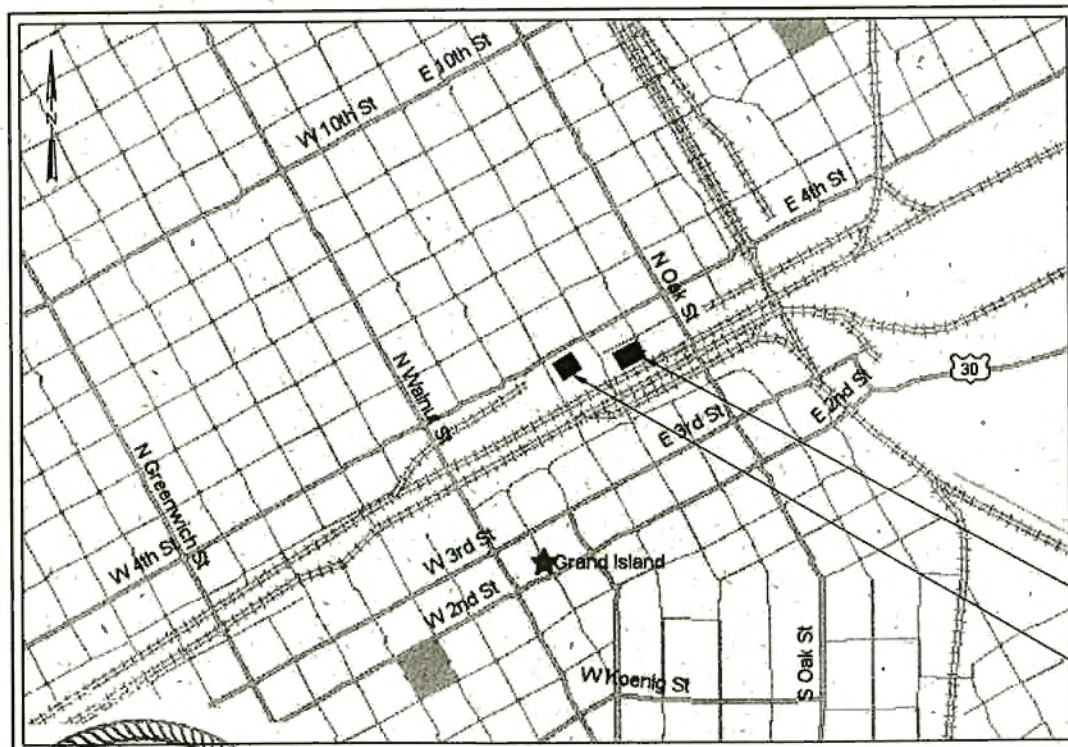 E 10th St
W 10th St
N
E 4th St
N Oak St
30
N Walnut St
E 2nd St
E 3rd St
N Greenwich St
W 4th St
W 3rd St
Grand Island
W 2nd St
W Koenig St
S Oak St